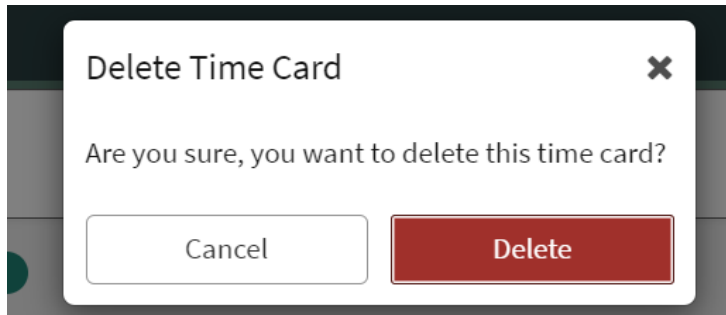 Delete Time Card
Are you sure, you want to delete this time card?
Cancel
Delete